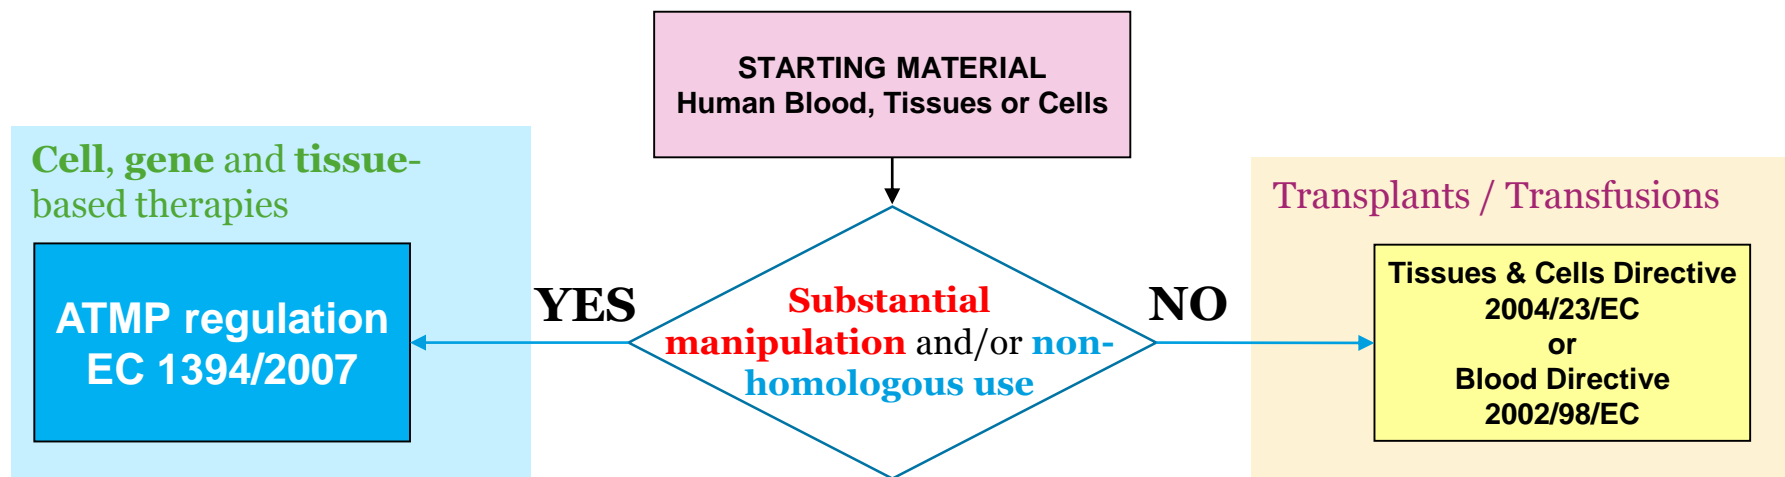 STARTING MATERIAL
Human Blood, Tissues or Cells
Cell, gene and tissue-
based therapies
ATMP regulation
EC 1394/2007
YES
Substantial
manipulation and/or non-
homologous use
NO
Transplants / Transfusions
Tissues & Cells Directive
2004/23/EC
or
Blood Directive
2002/98/EC